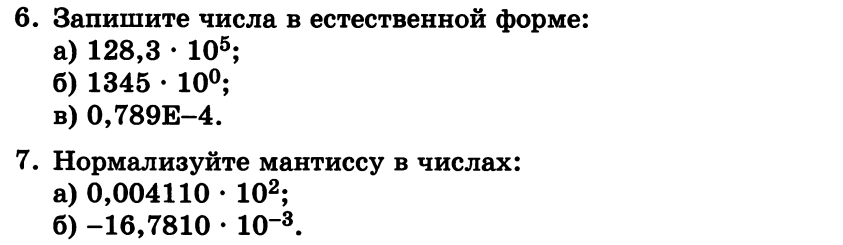 6. Запишите числа в естественной форме:
а) 128,3 · 10⁵;
б) 1345 · 10⁰;
в) 0,789Е–4.
7. Нормализуйте мантиссу в числах:
а) 0,004110 · 10²;
б) –16,7810 · 10⁻³.